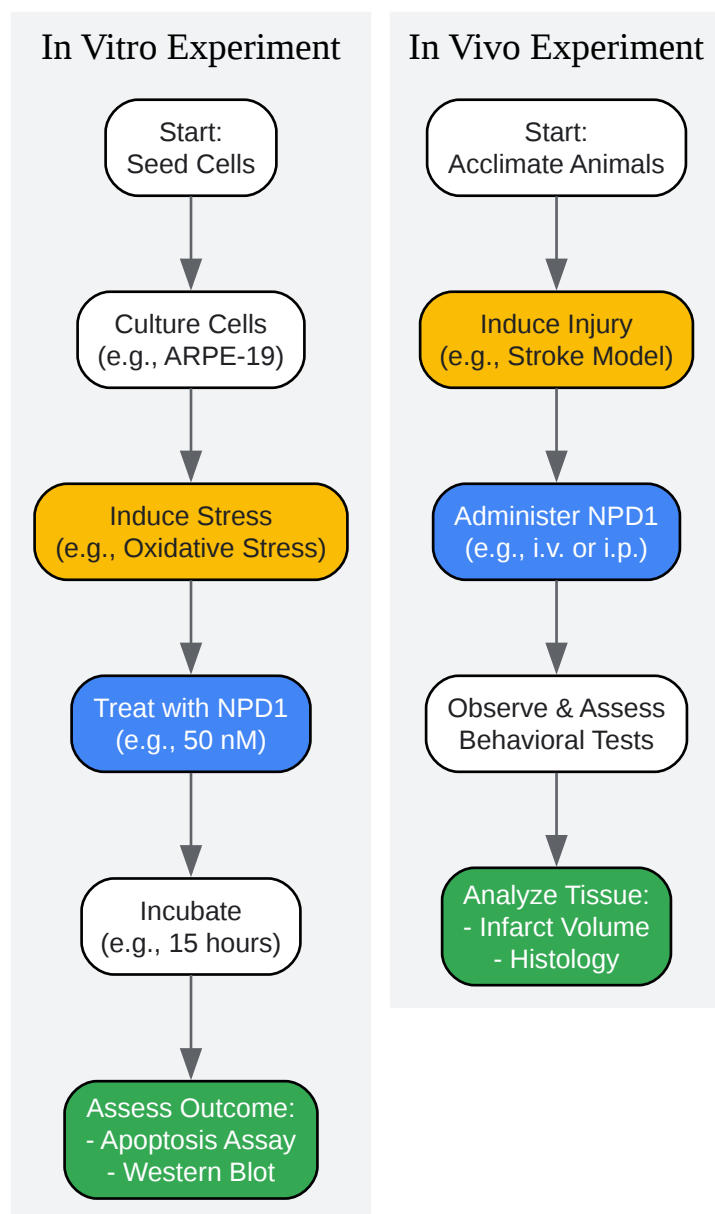 In Vitro Experiment
Start:
Seed Cells
Culture Cells
(e.g., ARPE-19)
Induce Stress
(e.g., Oxidative Stress)
Treat with NPD1
(e.g., 50 nM)
Incubate
(e.g., 15 hours)
Assess Outcome:
- Apoptosis Assay
- Western Blot
In Vivo Experiment
Start:
Acclimate Animals
Induce Injury
(e.g., Stroke Model)
Administer NPD1
(e.g., i.v. or i.p.)
Observe & Assess
Behavioral Tests
Analyze Tissue:
- Infarct Volume
- Histology